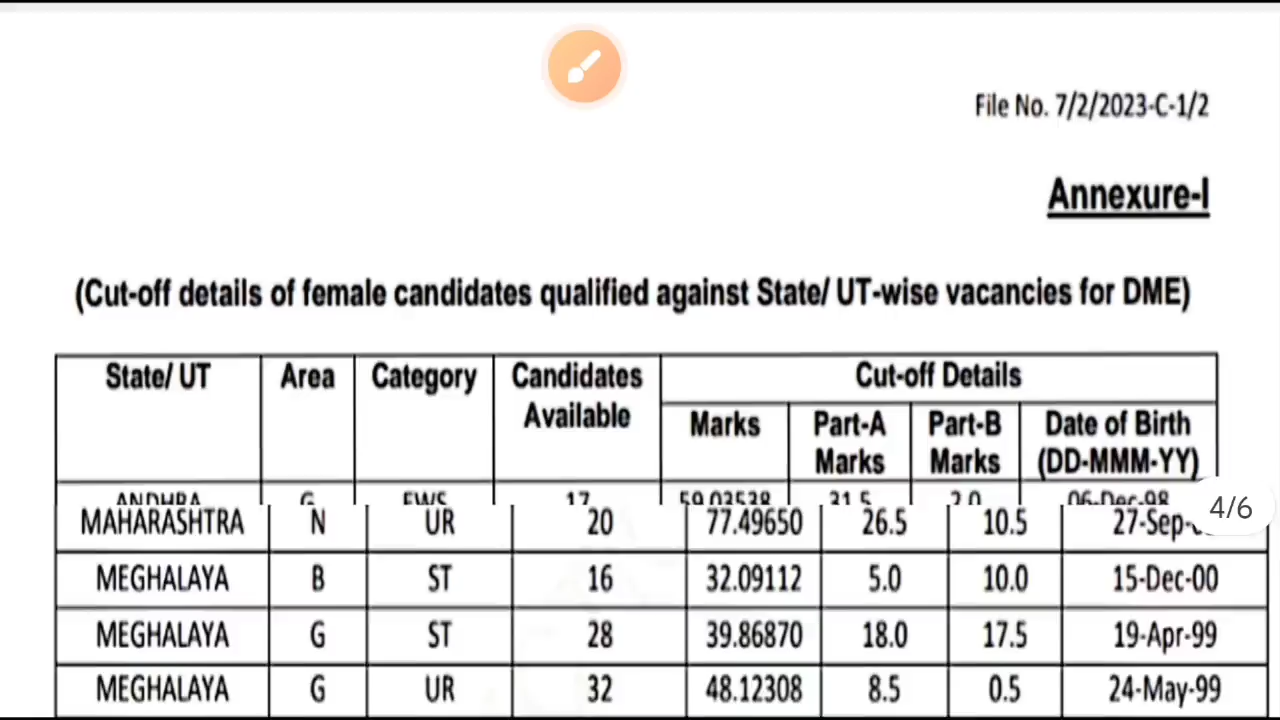 File No. 7/2/2023-C-1/2
Annexure-I
(Cut-off details of female candidates qualified against State/ UT-wise vacancies for DME)
State/ UT Area Category Candidates Available Cut-off Details
Marks Part-A Marks Part-B Marks Date of Birth (DD-MMM-YY)
ANDHRA G EWS 17 59.03538 31.5 2.0 06-Dec-98
4/6
MAHARASHTRA N UR 20 77.49650 26.5 10.5 27-Sep-
MEGHALAYA B ST 16 32.09112 5.0 10.0 15-Dec-00
MEGHALAYA G ST 28 39.86870 18.0 17.5 19-Apr-99
MEGHALAYA G UR 32 48.12308 8.5 0.5 24-May-99